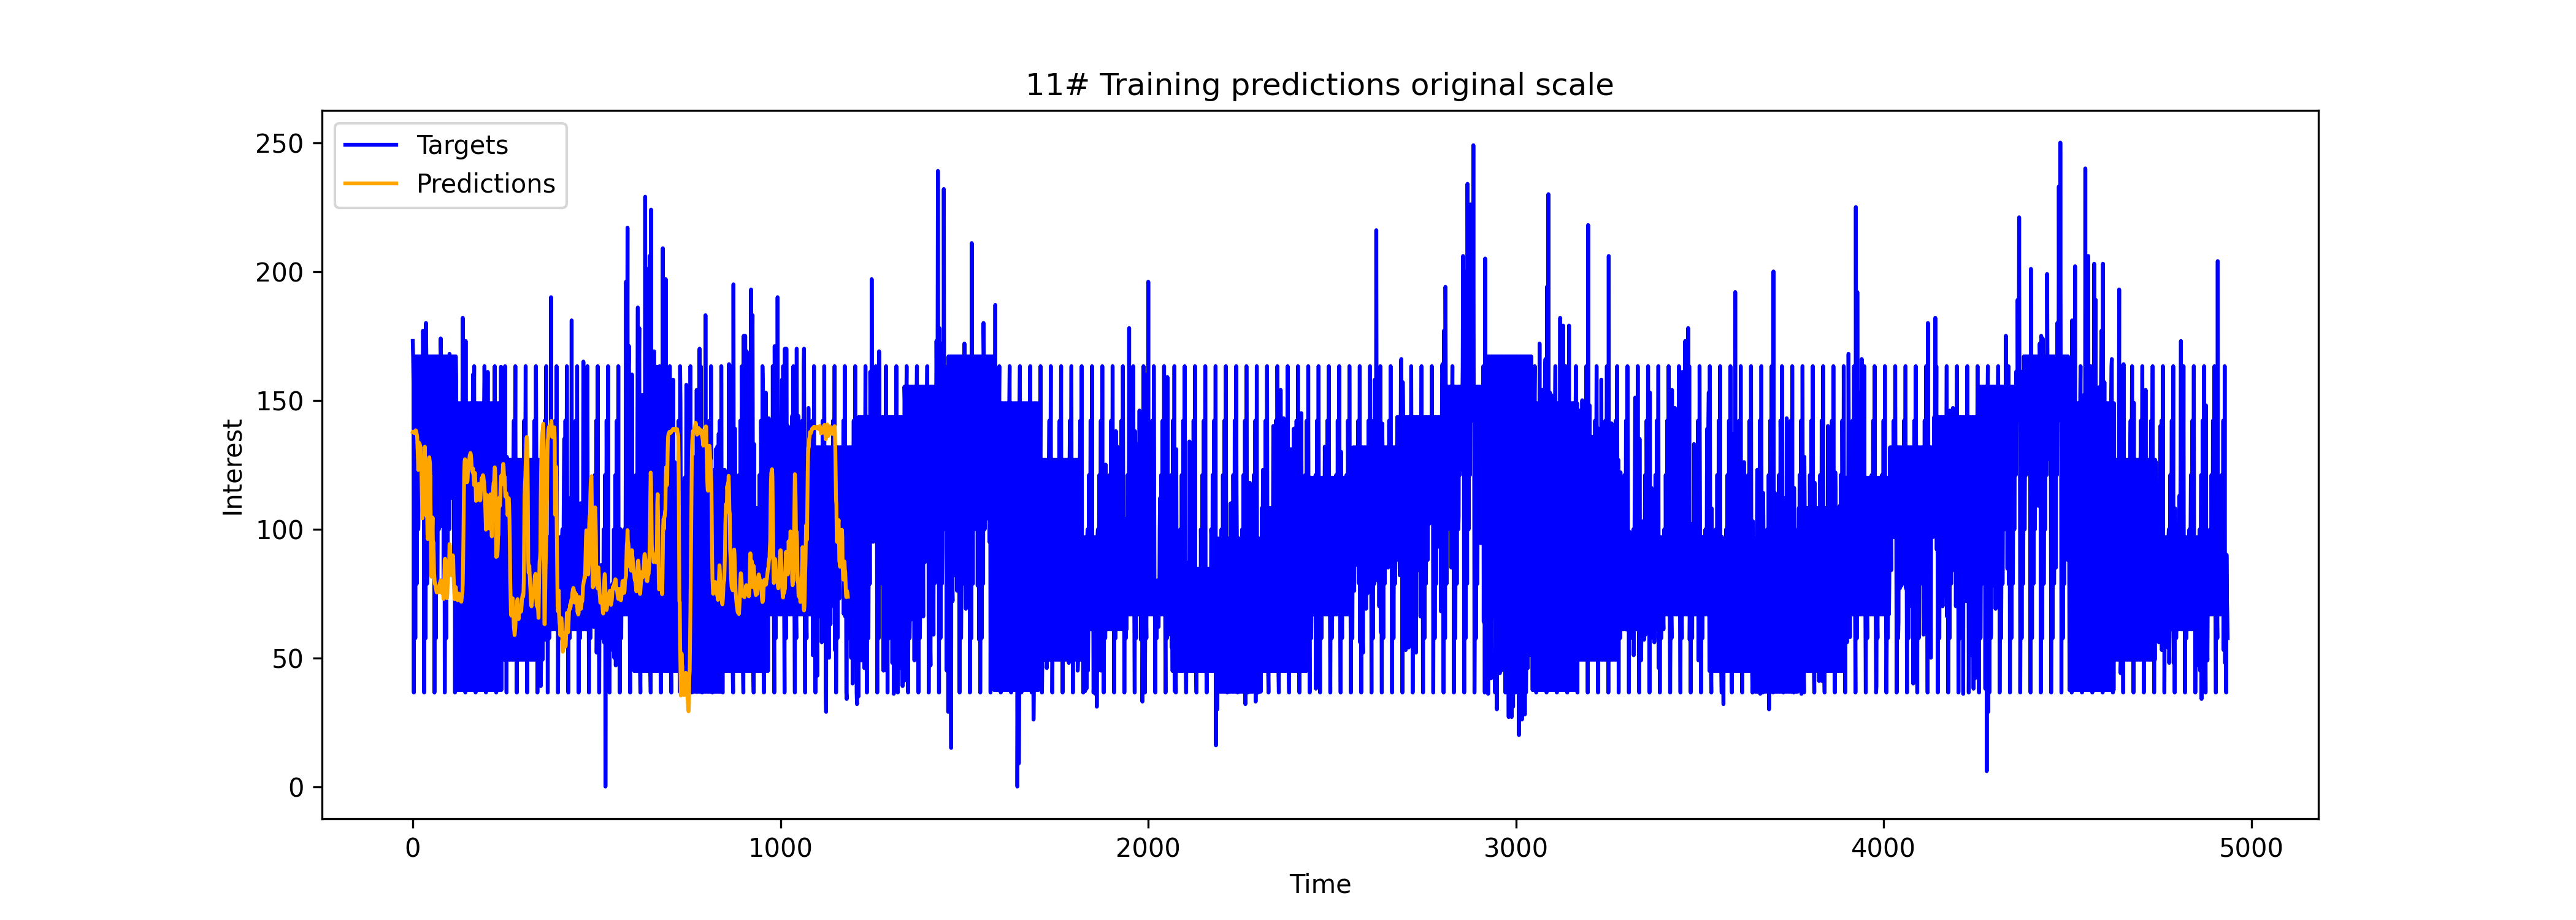 11# Training predictions original scale
Targets
Predictions
250
200
150
100
50
0
Interest
0 1000 2000 3000 4000 5000
Time